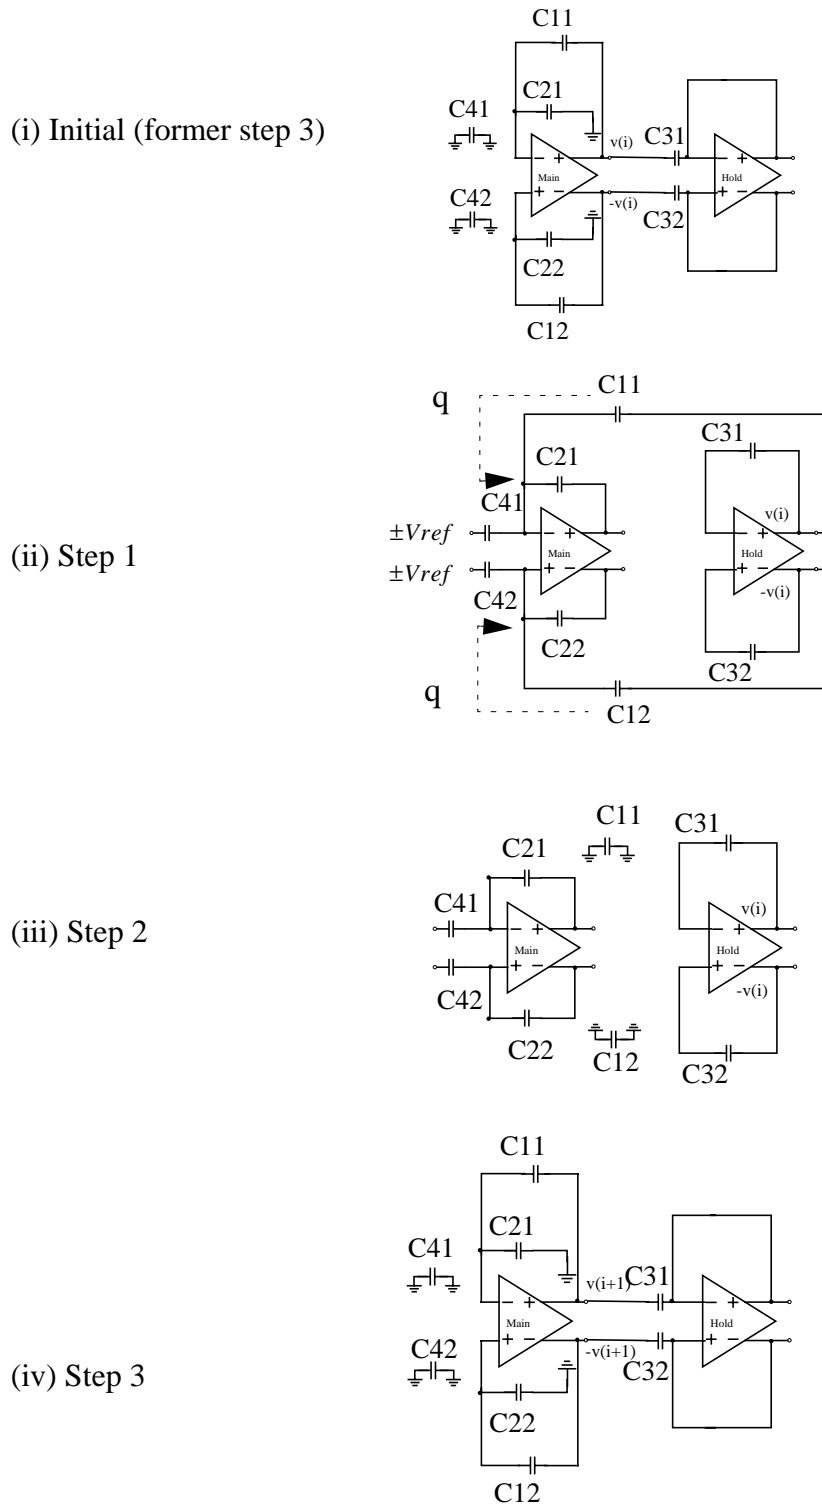 C11
C21
C41
(i) Initial (former step 3)
v(i)
C31
− +
Main
− +
Hold
C42
+ −
+ −
-v(i)
C32
C22
C12
q
C11
C31
C21
C41
±Vref
− +
v(i)
− +
(ii) Step 1
Main
Hold
±Vref
+ −
+ −
-v(i)
C42
C22
C32
q
C12
C11
C31
C21
C41
v(i)
(iii) Step 2
− +
Main
− +
Hold
+ −
+ −
C42
-v(i)
C22
C12
C32
C11
C21
C41
v(i+1)
C31
− +
− +
Main
Hold
C42
+ −
+ −
-v(i+1)
C32
(iv) Step 3
C22
C12